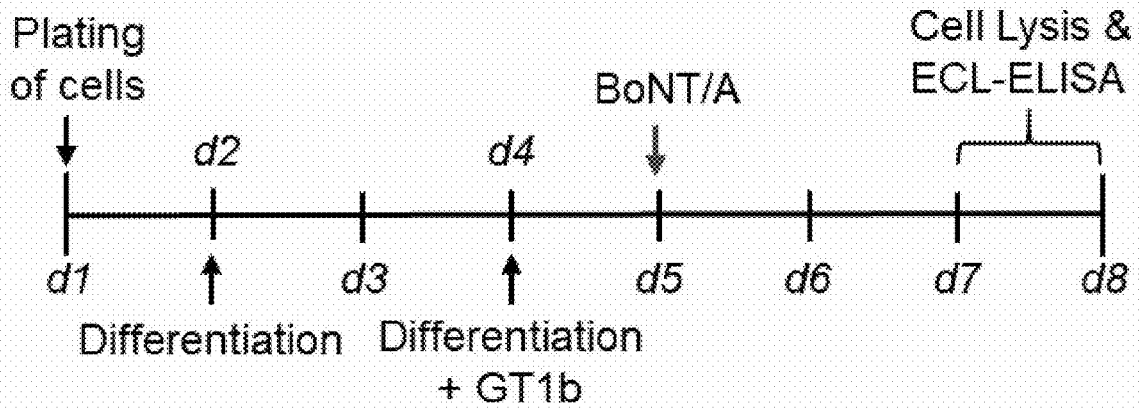 Plating
of cells
Cell Lysis &
ECL-ELISA
BoNT/A
d2
d4
d1
d3
d5
d6
d7
d8
Differentiation
Differentiation
+ GT1b